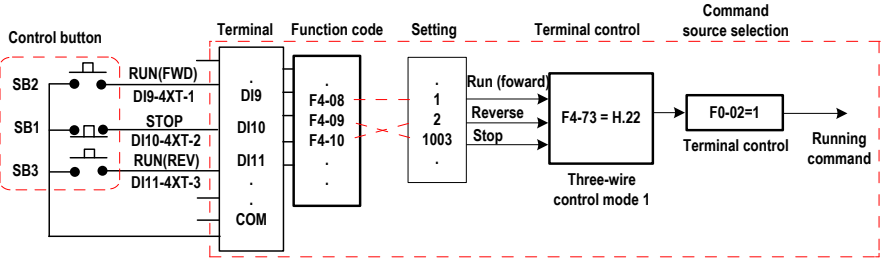 Control button
Terminal
Function code
Setting
Terminal control
Command
source selection
SB2
RUN(FWD)
DI9-4XT-1
SB1
STOP
DI10-4XT-2
SB3
RUN(REV)
DI11-4XT-3
.
DI9
DI10
DI11
.
.
COM
.
F4-08
F4-09
F4-10
.
.
.
1
2
1003
.
.
Run (foward)
Reverse
Stop
F4-73 = H.22
Three-wire
control mode 1
F0-02=1
Terminal control
Running
command